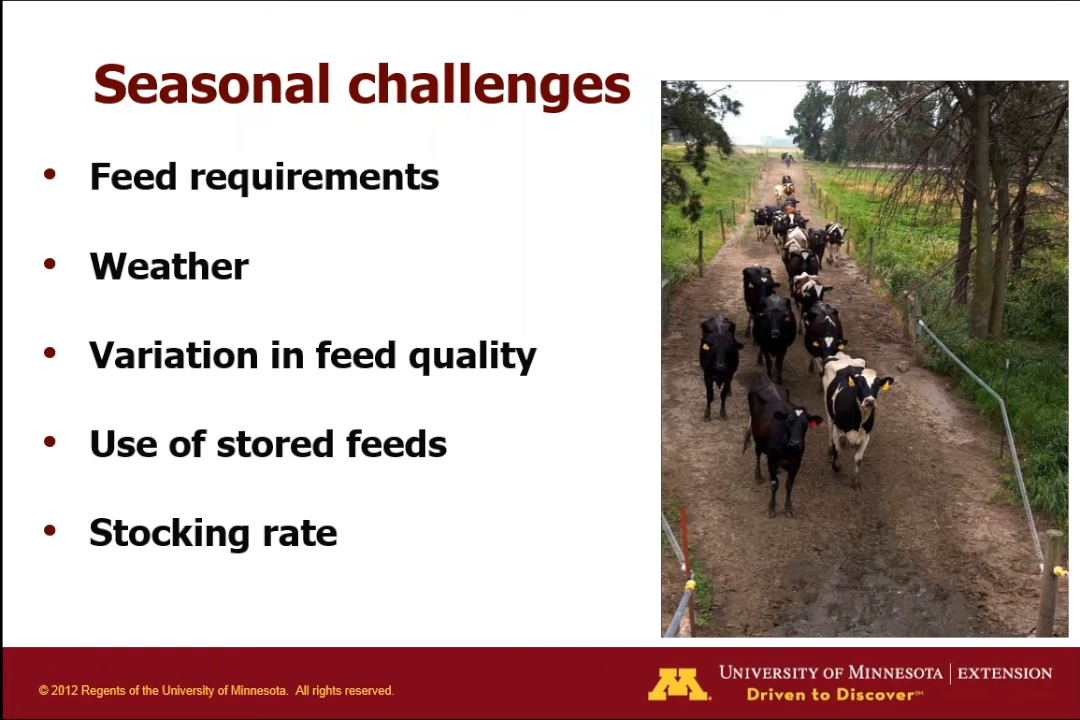 Seasonal challenges
• Feed requirements
• Weather
• Variation in feed quality
• Use of stored feeds
• Stocking rate
© 2012 Regents of the University of Minnesota. All rights reserved.
M
UNIVERSITY OF MINNESOTA | EXTENSION
Driven to Discover℠